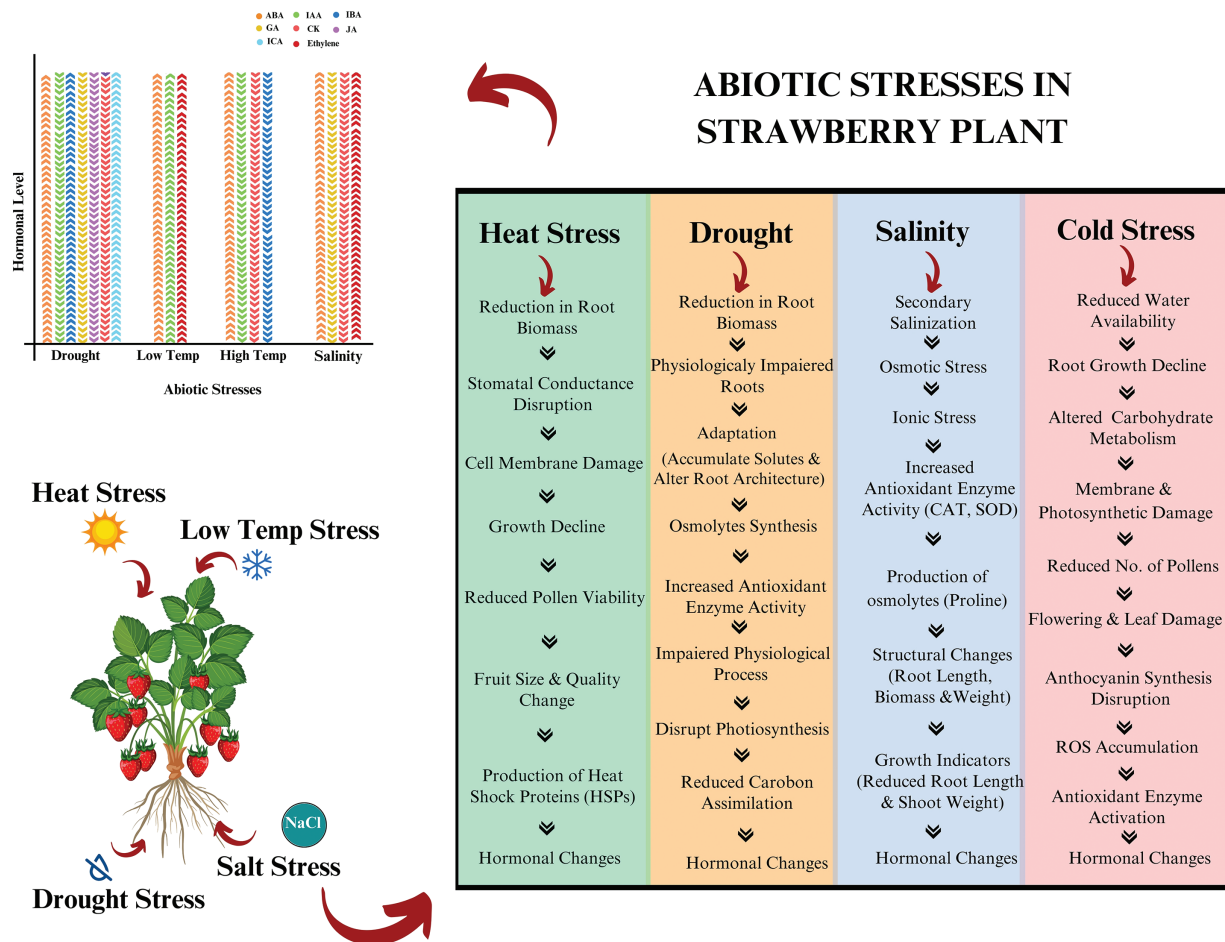 ABA IAA IBA
GA CK JA
ICA Ethylene
Hormonal Level
Drought Low Temp High Temp Salinity
Abiotic Stresses
Heat Stress
Low Temp Stress
NaCl
Salt Stress
Drought Stress
ABIOTIC STRESSES IN
STRAWBERRY PLANT
Heat Stress
Reduction in Root
Biomass
Stomatal Conductance
Disruption
Cell Membrane Damage
Growth Decline
Reduced Pollen Viability
Fruit Size & Quality
Change
Production of Heat
Shock Proteins (HSPs)
Hormonal Changes
Drought
Reduction in Root
Biomass
Physiologicaly Impaiered
Roots
Adaptation
(Accumulate Solutes &
Alter Root Architecture)
Osmolytes Synthesis
Increased Antioxidant
Enzyme Activity
Impaiered Physiological
Process
Disrupt Photiosynthesis
Reduced Carobon
Assimilation
Hormonal Changes
Salinity
Secondary
Salinization
Osmotic Stress
Ionic Stress
Increased
Antioxidant Enzyme
Activity (CAT, SOD)
Production of
osmolytes (Proline)
Structural Changes
(Root Length,
Biomass &Weight)
Growth Indicators
(Reduced Root Length
& Shoot Weight)
Hormonal Changes
Cold Stress
Reduced Water
Availability
Root Growth Decline
Altered Carbohydrate
Metabolism
Membrane &
Photosynthetic Damage
Reduced No. of Pollens
Flowering & Leaf Damage
Anthocyanin Synthesis
Disruption
ROS Accumulation
Antioxidant Enzyme
Activation
Hormonal Changes